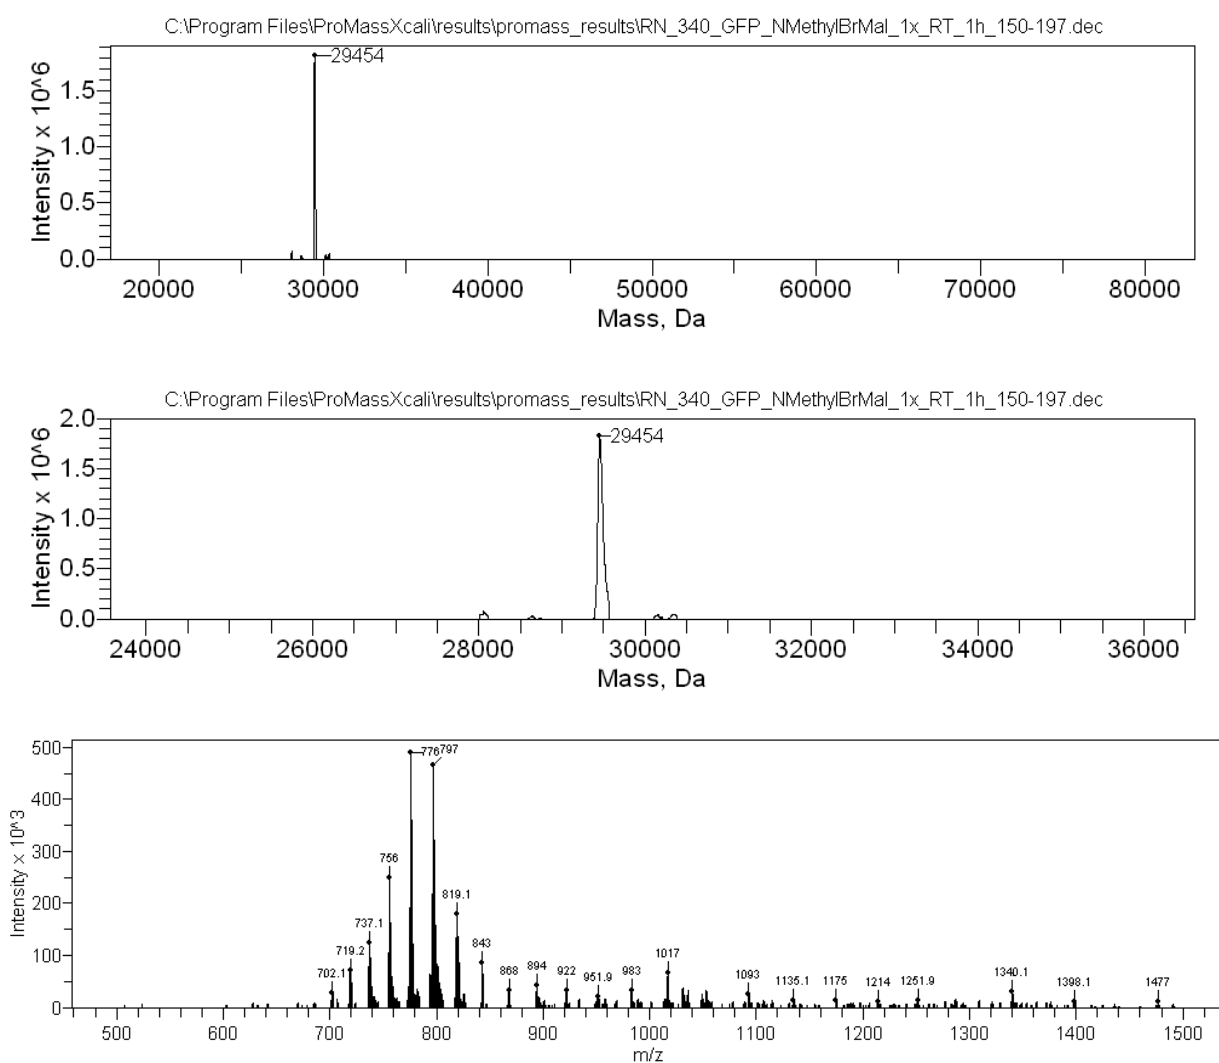 C:\Program Files\ProMassXcali\results\promass_results\RN_340_GFP_NMethylBrMal_1x_RT_1h_150-197.dec
29454
Intensity x 10^6
1.5
1.0
0.5
0.0
20000 30000 40000 50000 60000 70000 80000
Mass, Da
C:\Program Files\ProMassXcali\results\promass_results\RN_340_GFP_NMethylBrMal_1x_RT_1h_150-197.dec
29454
Intensity x 10^6
2.0
1.5
1.0
0.5
0.0
24000 26000 28000 30000 32000 34000 36000
Mass, Da
Intensity x 10^3
500
400
300
200
100
0
702.1 719.2 737.1 756 776 797 819.1 843 868 894 922 951.9 983 1017 1093 1135.1 1175 1214 1251.9 1340.1 1398.1 1477
500 600 700 800 900 1000 1100 1200 1300 1400 1500
m/z